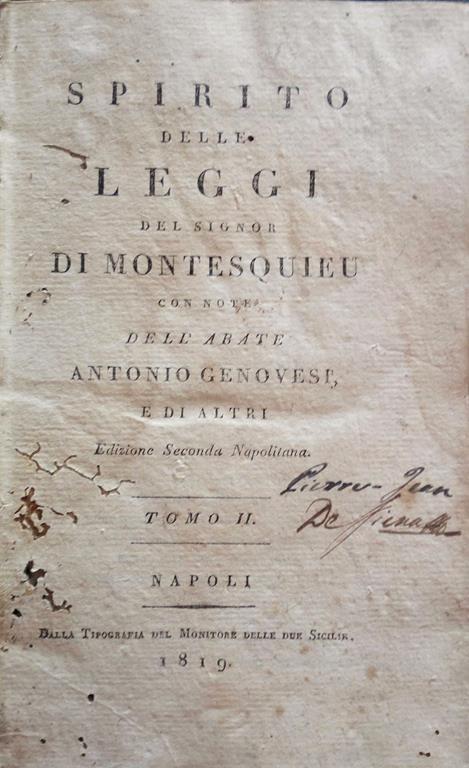 SPIRITO
DELLE
LEGGI
DEL SIGNOR
DI MONTESQUIEU
CON NOTE
DELL' ABATE
ANTONIO GENOVESI,
E DI ALTRI
Edizione Seconda Napolitana.
Pierre-Jean
De
TOMO II.
NAPOLI
DALLA TIPOGRAFIA DEL MONITORE DELLE DUE SICILIE.
1819.